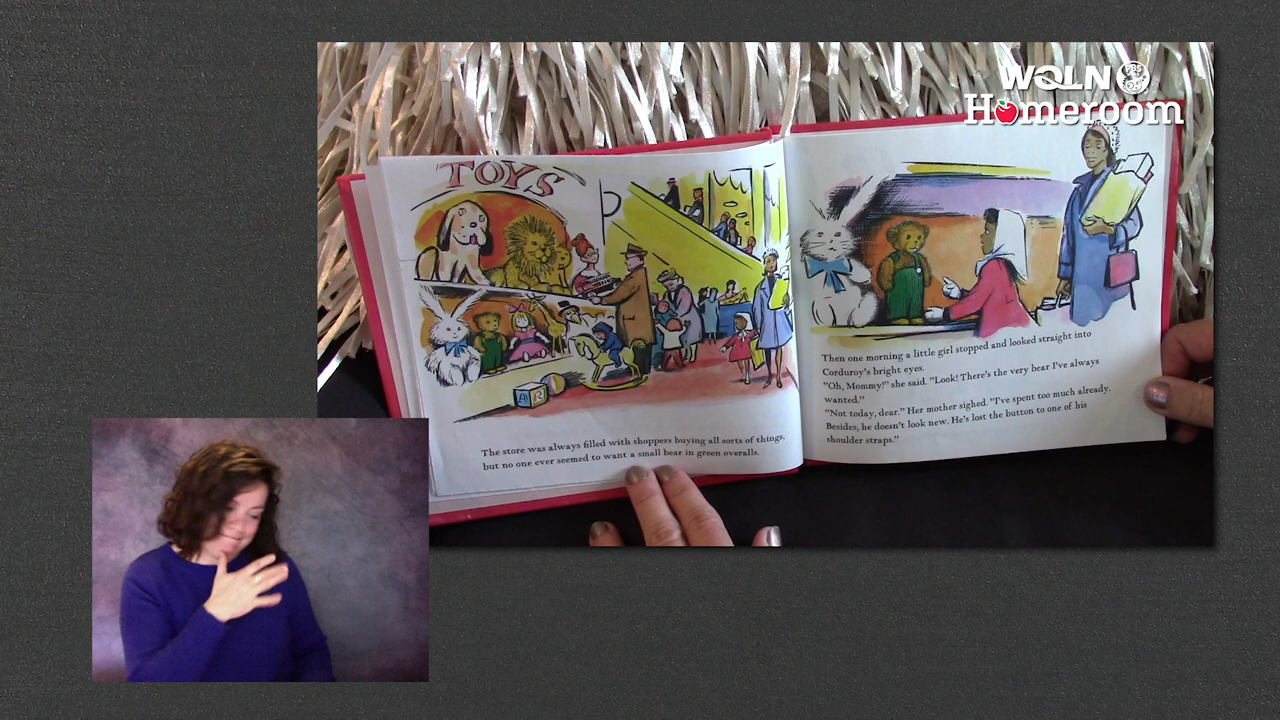 WQLN PBS
Homeroom
TOYS
The store was always filled with shoppers buying all sorts of things,
but no one ever seemed to want a small bear in green overalls.
Then one morning a little girl stopped and looked straight into
Corduroy's bright eyes.
"Oh, Mommy!" she said. "Look! There's the very bear I've always
wanted."
"Not today, dear." Her mother sighed. "I've spent too much already.
Besides, he doesn't look new. He's lost the button to one of his
shoulder straps."